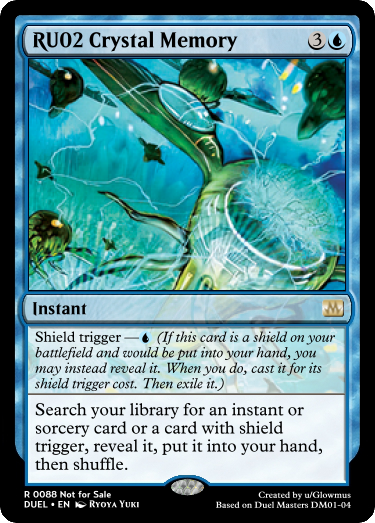 RU02 Crystal Memory
3
Instant
Shield trigger — (If this card is a shield on your
battlefield and would be put into your hand, you
may instead reveal it. When you do, cast it for its
shield trigger cost. Then exile it.)
Search your library for an instant or
sorcery card or a card with shield
trigger, reveal it, put it into your hand,
then shuffle.
R 0088 Not for Sale
DUEL • EN Ryoya Yuki
Created by u/Glowmus
Based on Duel Masters DM01-04